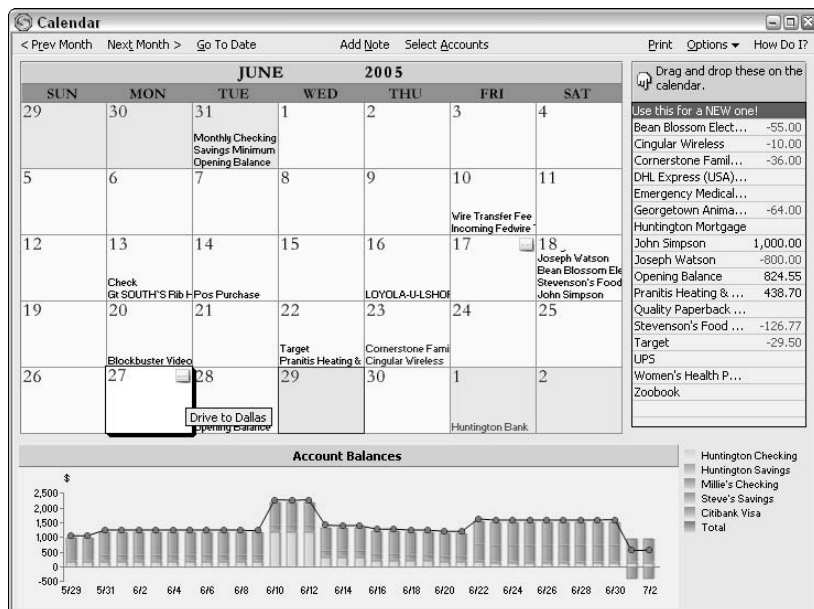 Calendar
< Prev Month Next Month > Go To Date Add Note Select Accounts Print Options How Do I?
JUNE 2005
SUN MON TUE WED THU FRI SAT
29 30 31 1 2 3 4
Monthly Checking
Savings Minimum
Opening Balance
5 6 7 8 9 10 11
Wire Transfer Fee
Incoming Fedwire
12 13 14 15 16 17 18
Joseph Watson
Bean Blossom Ele
Stevenson's Food
Check
Gt SOUTH'S Rib H Pos Purchase LOYOLA-U-LSHOP John Simpson
19 20 21 22 23 24 25
Target Cornerstone Fami
Blockbuster Video Pranitis Heating & Cingular Wireless
26 27 28 29 30 1 2
Drive to Dallas
Opening Balance Huntington Bank
Drag and drop these on the
calendar.
Use this for a NEW one!
Bean Blossom Elect... -55.00
Cingular Wireless -10.00
Cornerstone Famil... -36.00
DHL Express (USA)...
Emergency Medical...
Georgetown Anima... -64.00
Huntington Mortgage
John Simpson 1,000.00
Joseph Watson -800.00
Opening Balance 824.55
Pranitis Heating & ... 438.70
Quality Paperback ...
Stevenson's Food ... -126.77
Target -29.50
UPS
Women's Health P...
Zoobook
Account Balances
$
2,500
2,000
1,500
1,000
500
0
-500
5/29 5/31 6/2 6/4 6/6 6/8 6/10 6/12 6/14 6/16 6/18 6/20 6/22 6/24 6/26 6/28 6/30 7/2
Huntington Checking
Huntington Savings
Millie's Checking
Steve's Savings
Citibank Visa
Total